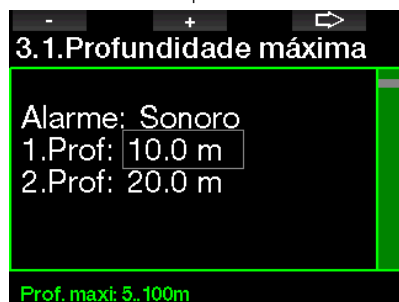 - +
3.1.Profundidade máxima
Alarme: Sonoro
1.Prof: 10.0 m
2.Prof: 20.0 m
Prof. maxi: 5..100m